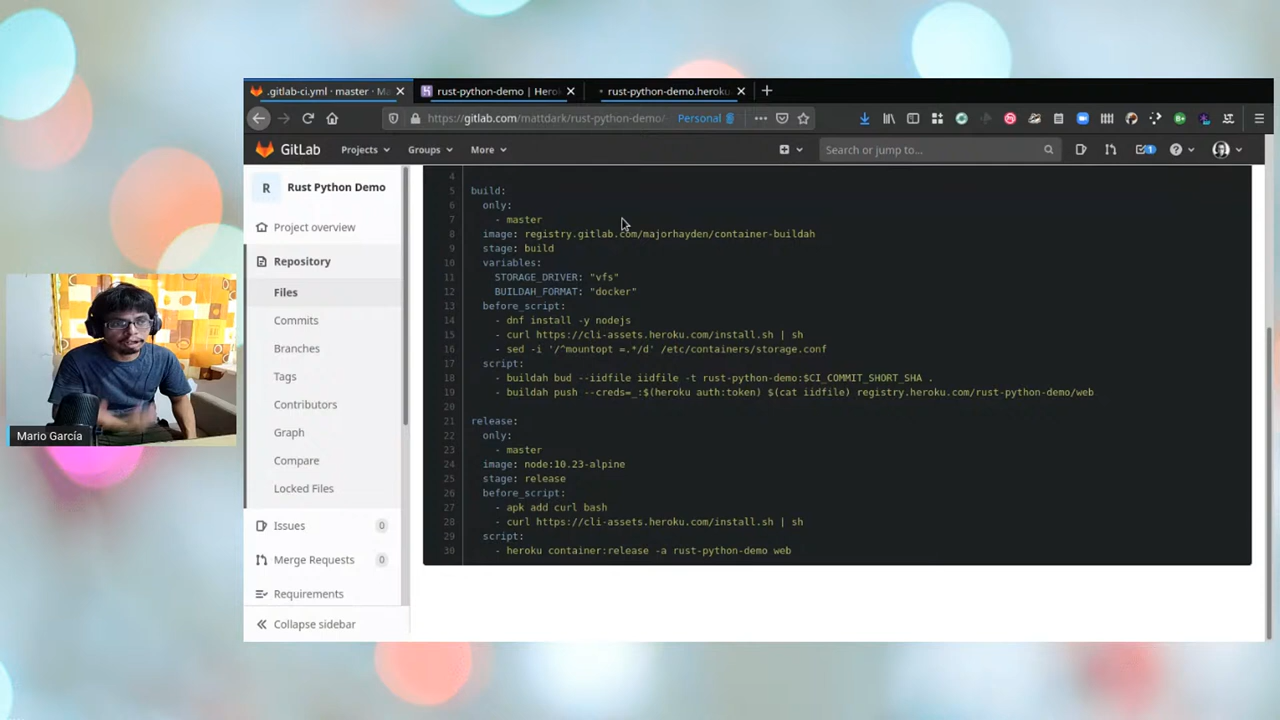 .gitlab-ci.yml · master · Ma
rust-python-demo | Herol
rust-python-demo.heroku
https://gitlab.com/mattdark/rust-python-demo/
Personal
GitLab
Projects
Groups
More
Search or jump to...
1
R
Rust Python Demo
Project overview
Repository
Files
Commits
Branches
Tags
Contributors
Graph
Compare
Locked Files
Issues
0
Merge Requests
0
Requirements
Collapse sidebar
4
5 build:
6 only:
7 - master
8 image: registry.gitlab.com/majorhayden/container-buildah
9 stage: build
10 variables:
11 STORAGE_DRIVER: "vfs"
12 BUILDAH_FORMAT: "docker"
13 before_script:
14 - dnf install -y nodejs
15 - curl https://cli-assets.heroku.com/install.sh | sh
16 - sed -i '/^mountopt =.*/d' /etc/containers/storage.conf
17 script:
18 - buildah bud --iidfile iidfile -t rust-python-demo:$CI_COMMIT_SHORT_SHA .
19 - buildah push --creds=_:$(heroku auth:token) $(cat iidfile) registry.heroku.com/rust-python-demo/web
20
21 release:
22 only:
23 - master
24 image: node:10.23-alpine
25 stage: release
26 before_script:
27 - apk add curl bash
28 - curl https://cli-assets.heroku.com/install.sh | sh
29 script:
30 - heroku container:release -a rust-python-demo web
Mario García